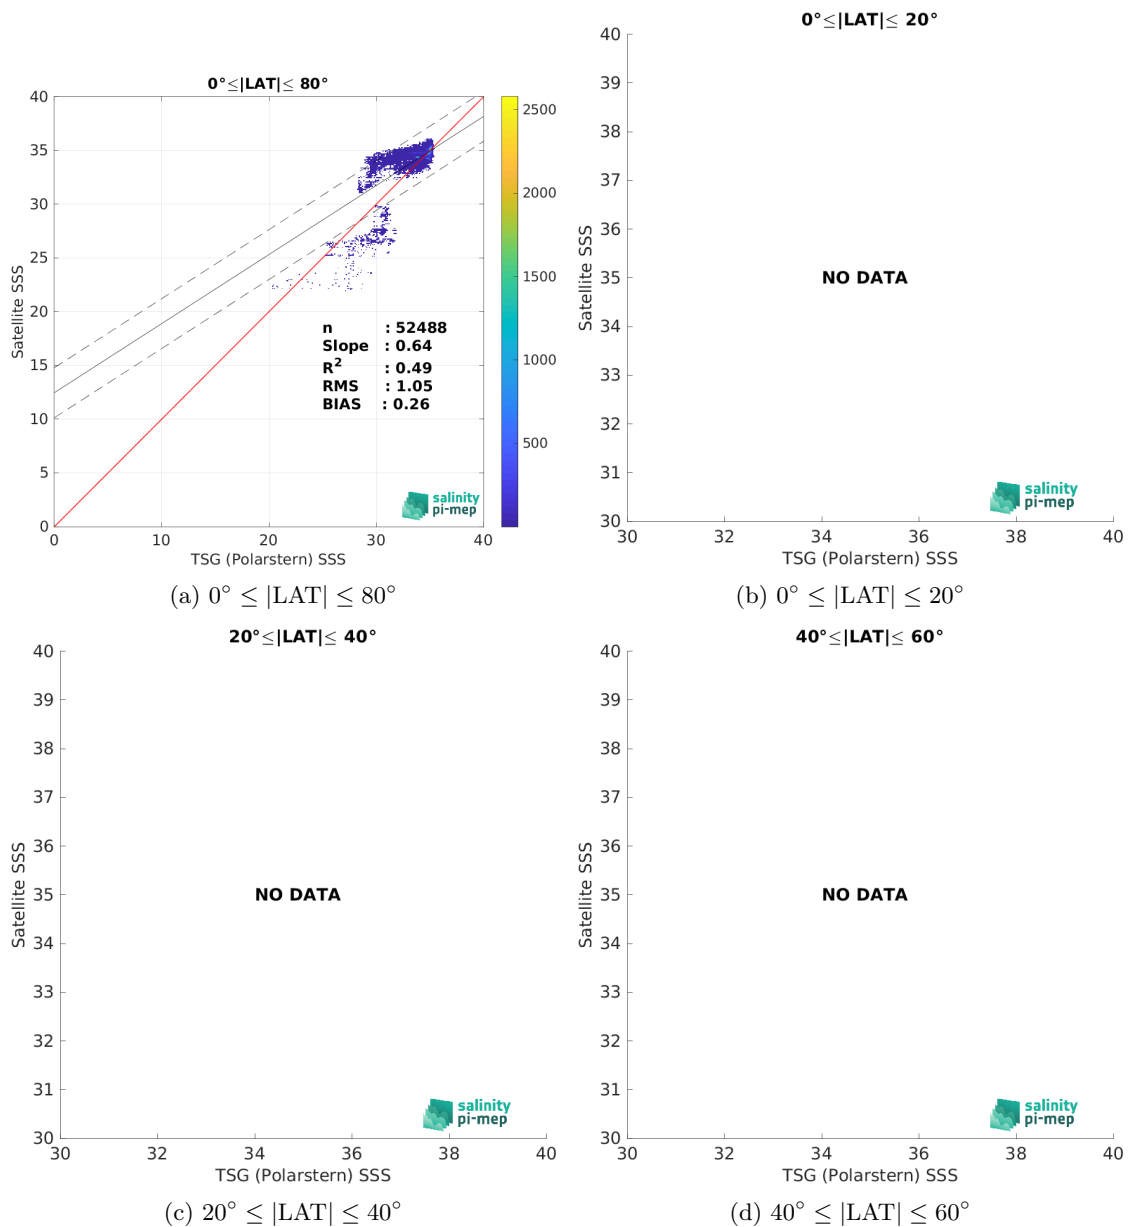 0°≤|LAT|≤ 80°
40
35
30
25
20
15
10
5
0
0
10
20
30
40
Satellite SSS
TSG (Polarstern) SSS
n : 52488
Slope : 0.64
R² : 0.49
RMS : 1.05
BIAS : 0.26
salinity
pi-mep
2500
2000
1500
1000
500
(a) 0° ≤ |LAT| ≤ 80°
0°≤|LAT|≤ 20°
40
39
38
37
36
35
34
33
32
31
30
30
32
34
36
38
40
Satellite SSS
NO DATA
salinity
pi-mep
TSG (Polarstern) SSS
(b) 0° ≤ |LAT| ≤ 20°
20°≤|LAT|≤ 40°
40
39
38
37
36
35
34
33
32
31
30
30
32
34
36
38
40
Satellite SSS
NO DATA
salinity
pi-mep
TSG (Polarstern) SSS
(c) 20° ≤ |LAT| ≤ 40°
40°≤|LAT|≤ 60°
40
39
38
37
36
35
34
33
32
31
30
30
32
34
36
38
40
Satellite SSS
NO DATA
salinity
pi-mep
TSG (Polarstern) SSS
(d) 40° ≤ |LAT| ≤ 60°